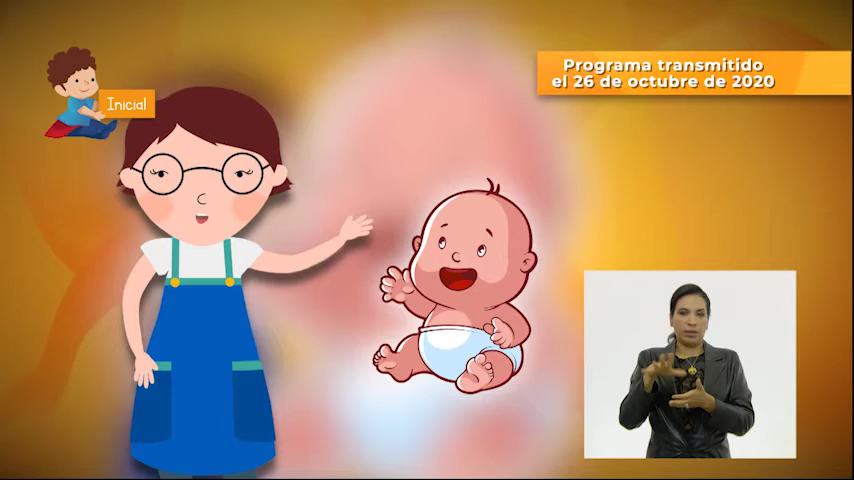 Inicial
Programa transmitido
el 26 de octubre de 2020